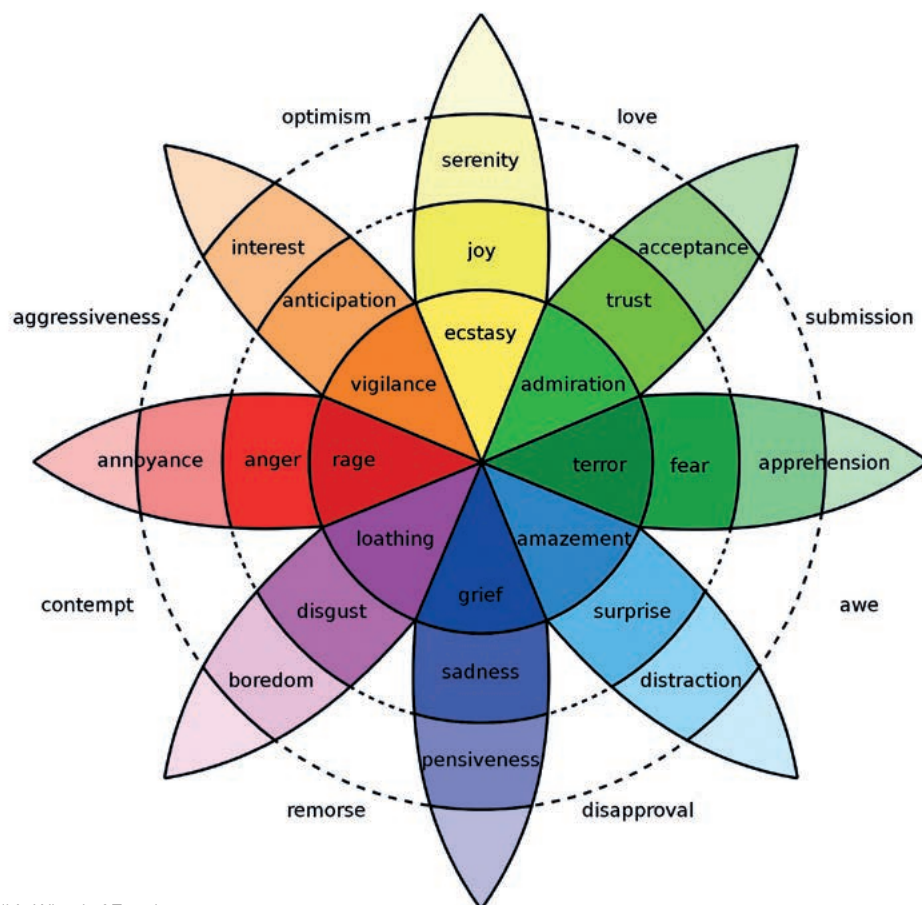 optimism
love
serenity
interest
acceptance
joy
anticipation
trust
aggressiveness
submission
ecstasy
vigilance
admiration
annoyance
anger
rage
terror
fear
apprehension
loathing
amazement
contempt
grief
awe
disgust
surprise
boredom
sadness
distraction
pensiveness
remorse
disapproval